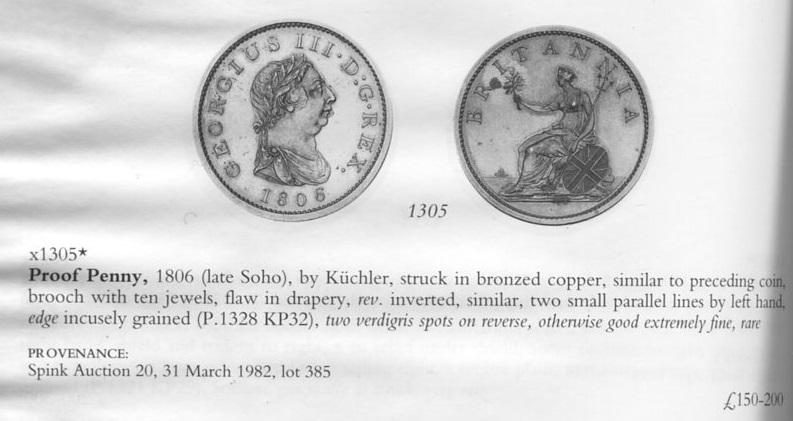 GEORGIUS III·D:G·REX.
1806
BRITANNIA
1305
x1305★
Proof Penny, 1806 (late Soho), by Küchler, struck in bronzed copper, similar to preceding coin,
brooch with ten jewels, flaw in drapery, rev. inverted, similar, two small parallel lines by left hand,
edge incusely grained (P.1328 KP32), two verdigris spots on reverse, otherwise good extremely fine, rare
PROVENANCE:
Spink Auction 20, 31 March 1982, lot 385
£150-200